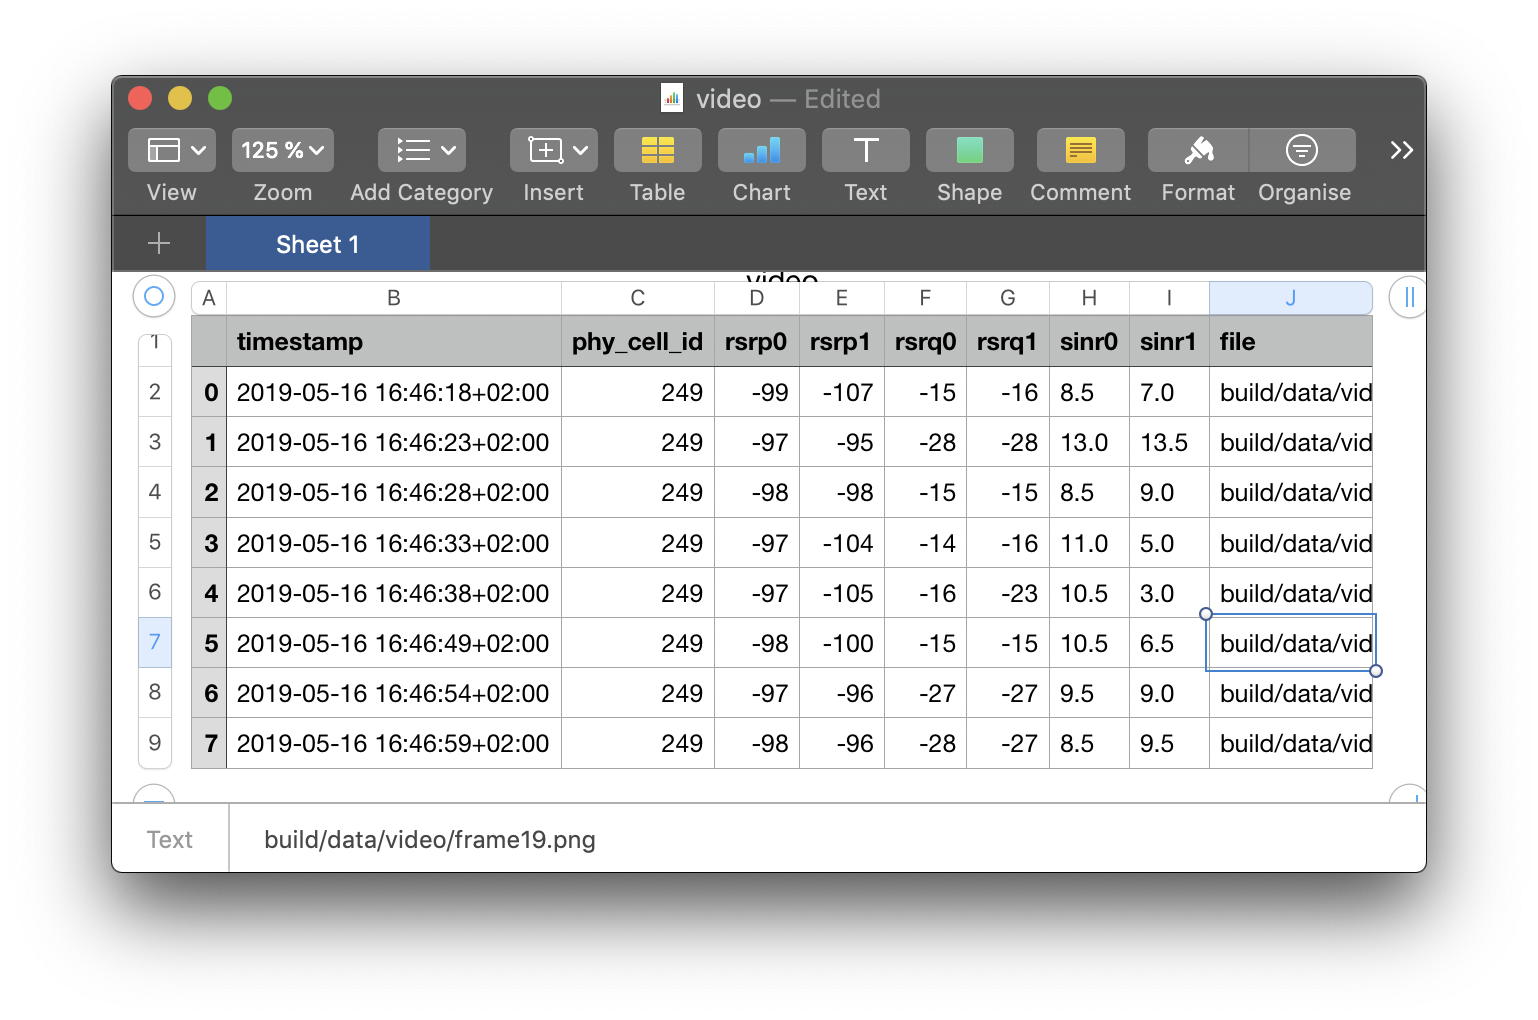 video — Edited
125 %
View Zoom Add Category Insert Table Chart Text Shape Comment Format Organise
Sheet 1
video
A B C D E F G H I J
1 timestamp phy_cell_id rsrp0 rsrp1 rsrq0 rsrq1 sinr0 sinr1 file
2 0 2019-05-16 16:46:18+02:00 249 -99 -107 -15 -16 8.5 7.0 build/data/vid
3 1 2019-05-16 16:46:23+02:00 249 -97 -95 -28 -28 13.0 13.5 build/data/vid
4 2 2019-05-16 16:46:28+02:00 249 -98 -98 -15 -15 8.5 9.0 build/data/vid
5 3 2019-05-16 16:46:33+02:00 249 -97 -104 -14 -16 11.0 5.0 build/data/vid
6 4 2019-05-16 16:46:38+02:00 249 -97 -105 -16 -23 10.5 3.0 build/data/vid
7 5 2019-05-16 16:46:49+02:00 249 -98 -100 -15 -15 10.5 6.5 build/data/vid
8 6 2019-05-16 16:46:54+02:00 249 -97 -96 -27 -27 9.5 9.0 build/data/vid
9 7 2019-05-16 16:46:59+02:00 249 -98 -96 -28 -27 8.5 9.5 build/data/vid
Text build/data/video/frame19.png